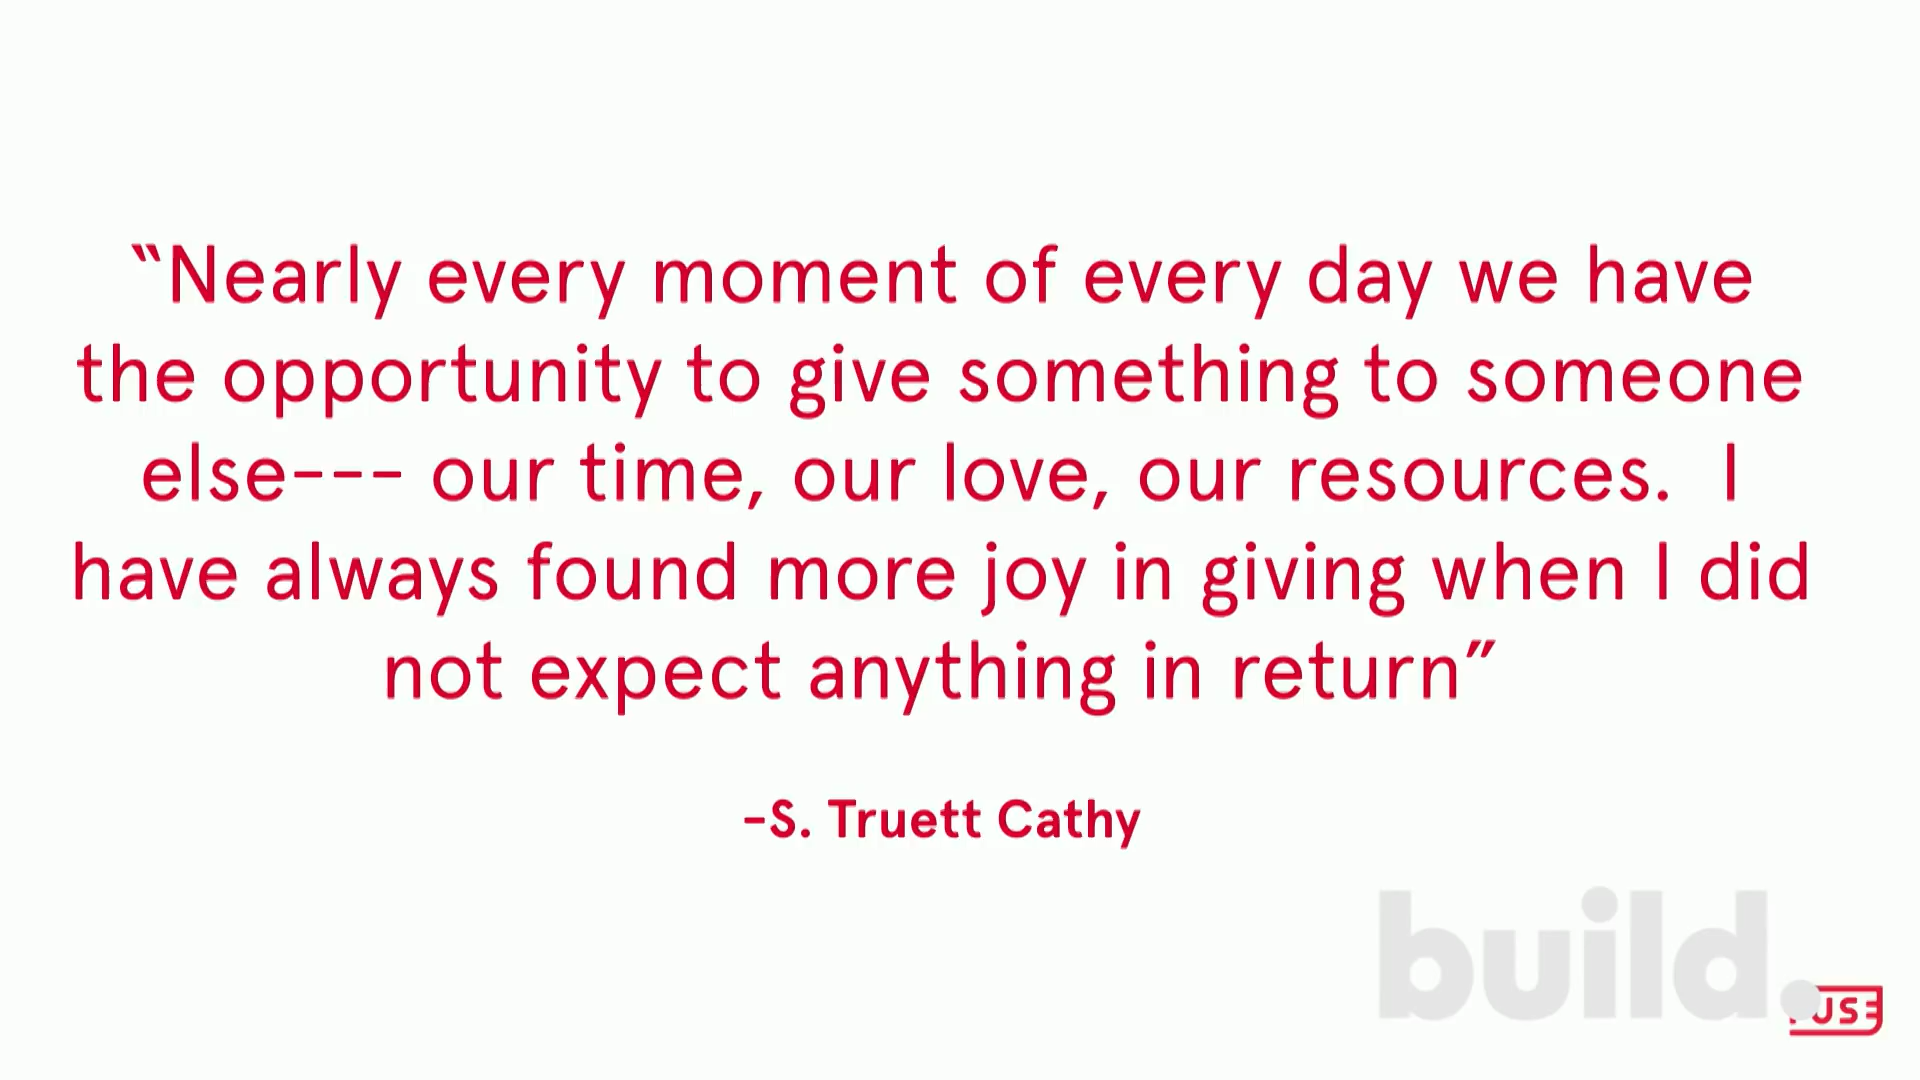 “Nearly every moment of every day we have
the opportunity to give something to someone
else--- our time, our love, our resources.  I
have always found more joy in giving when I did
not expect anything in return”
-S. Truett Cathy
build.